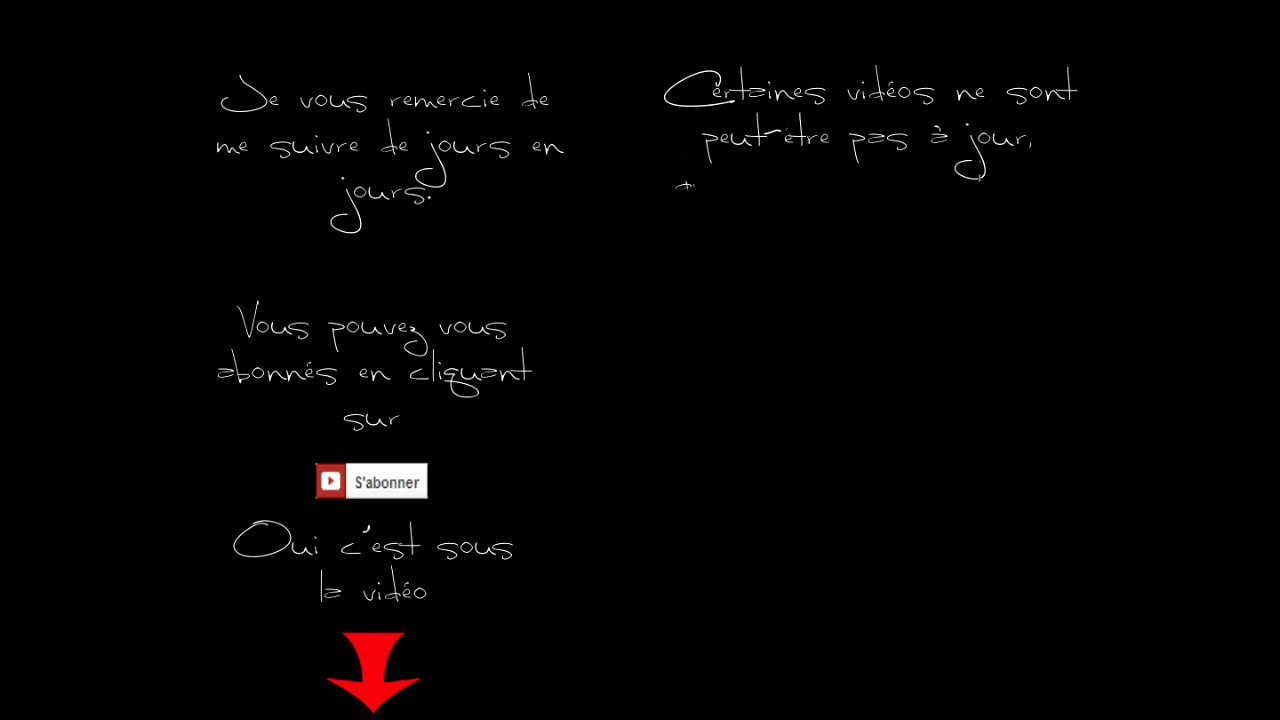 Je vous remercie de
me suivre de jours en
jours.
Vous pouvez vous
abonnés en cliquant
sur
S'abonner
Oui c'est sous
la vidéo
Certaines vidéos ne sont
peut-être pas à jour,